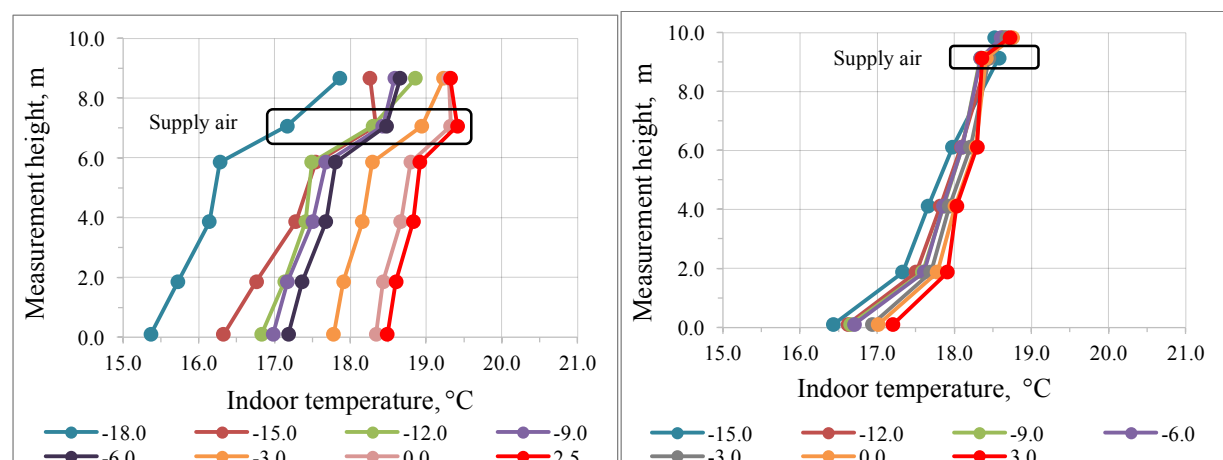 10.0
8.0
6.0
4.0
2.0
0.0
Measurement height, m
Supply air
15.0 16.0 17.0 18.0 19.0 20.0 21.0
Indoor temperature, °C
-18.0 -15.0 -12.0 -9.0
-6.0 -3.0 0.0 2.5
10.0
8.0
6.0
4.0
2.0
0.0
Measurement height, m
Supply air
15.0 16.0 17.0 18.0 19.0 20.0 21.0
Indoor temperature, °C
-15.0 -12.0 -9.0 -6.0
-3.0 0.0 3.0